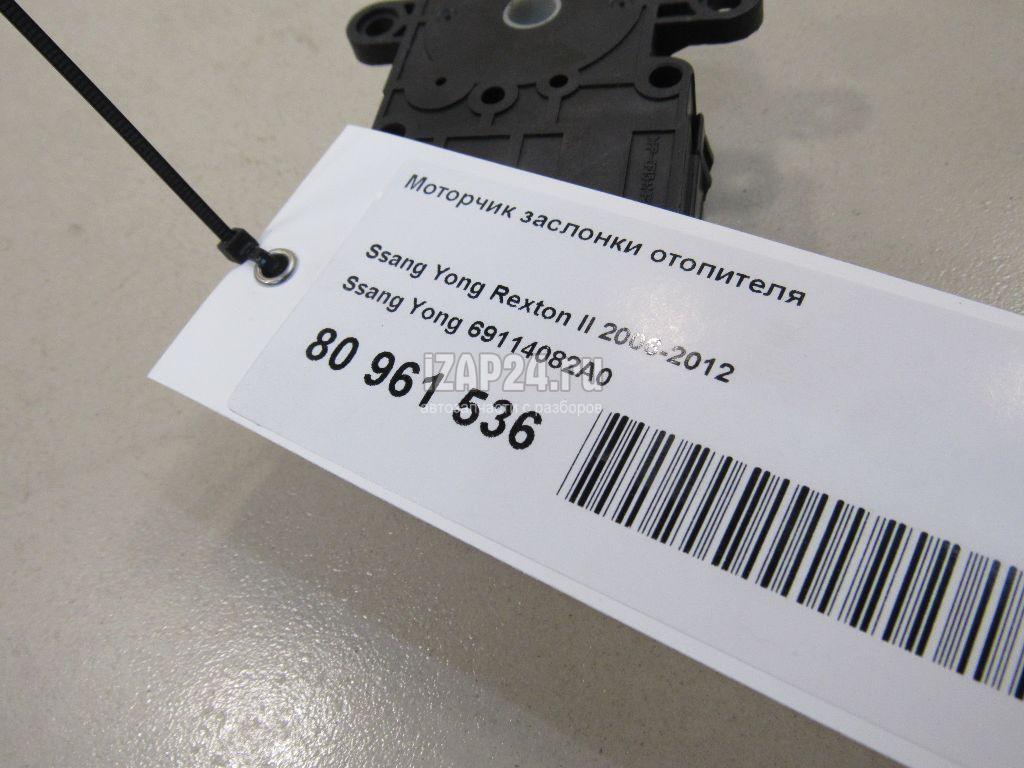 Моторчик заслонки отопителя
Ssang Yong Rexton II 2006-2012
Ssang Yong 69114082A0
80 961 536
iZAP24.ru
автозапчасти с разборов